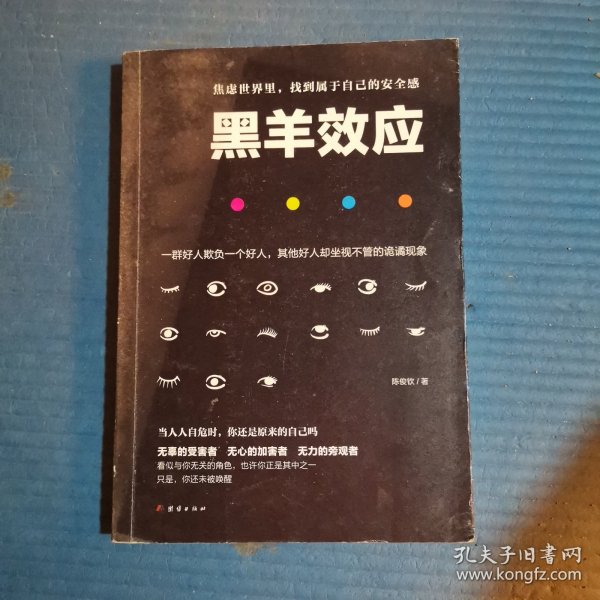 焦虑世界里，找到属于自己的安全感
黑羊效应
一群好人欺负一个好人，其他好人却坐视不管的诡谲现象
陈俊钦 / 著
当人人自危时，你还是原来的自己吗
无辜的受害者 无心的加害者 无力的旁观者
看似与你无关的角色，也许你正是其中之一
只是，你还未被唤醒
团结出版社
孔夫子旧书网
www.kongfz.com